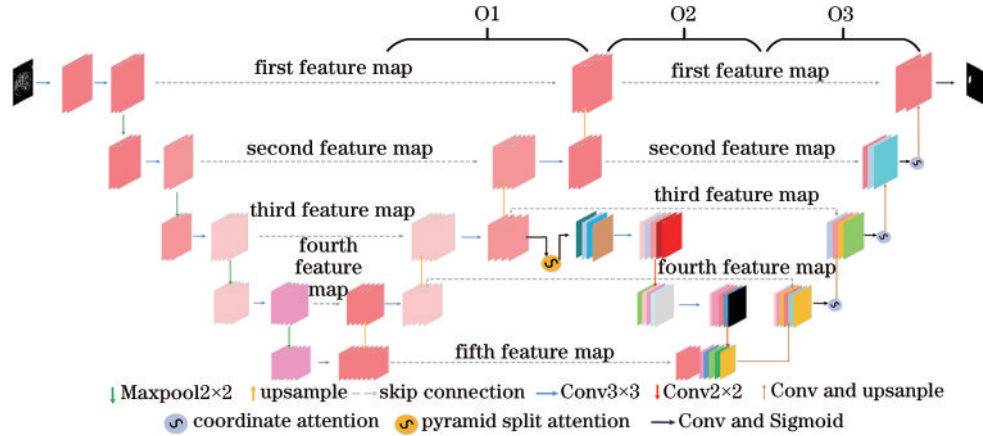 O1 O2 O3
first feature map first feature map
second feature map second feature map
third feature map
third feature map
fourth
feature
map
fourth feature map
fifth feature map
Maxpool2×2 upsample skip connection Conv3×3 Conv2×2 Conv and upsanple
coordinate attention pyramid split attention Conv and Sigmoid